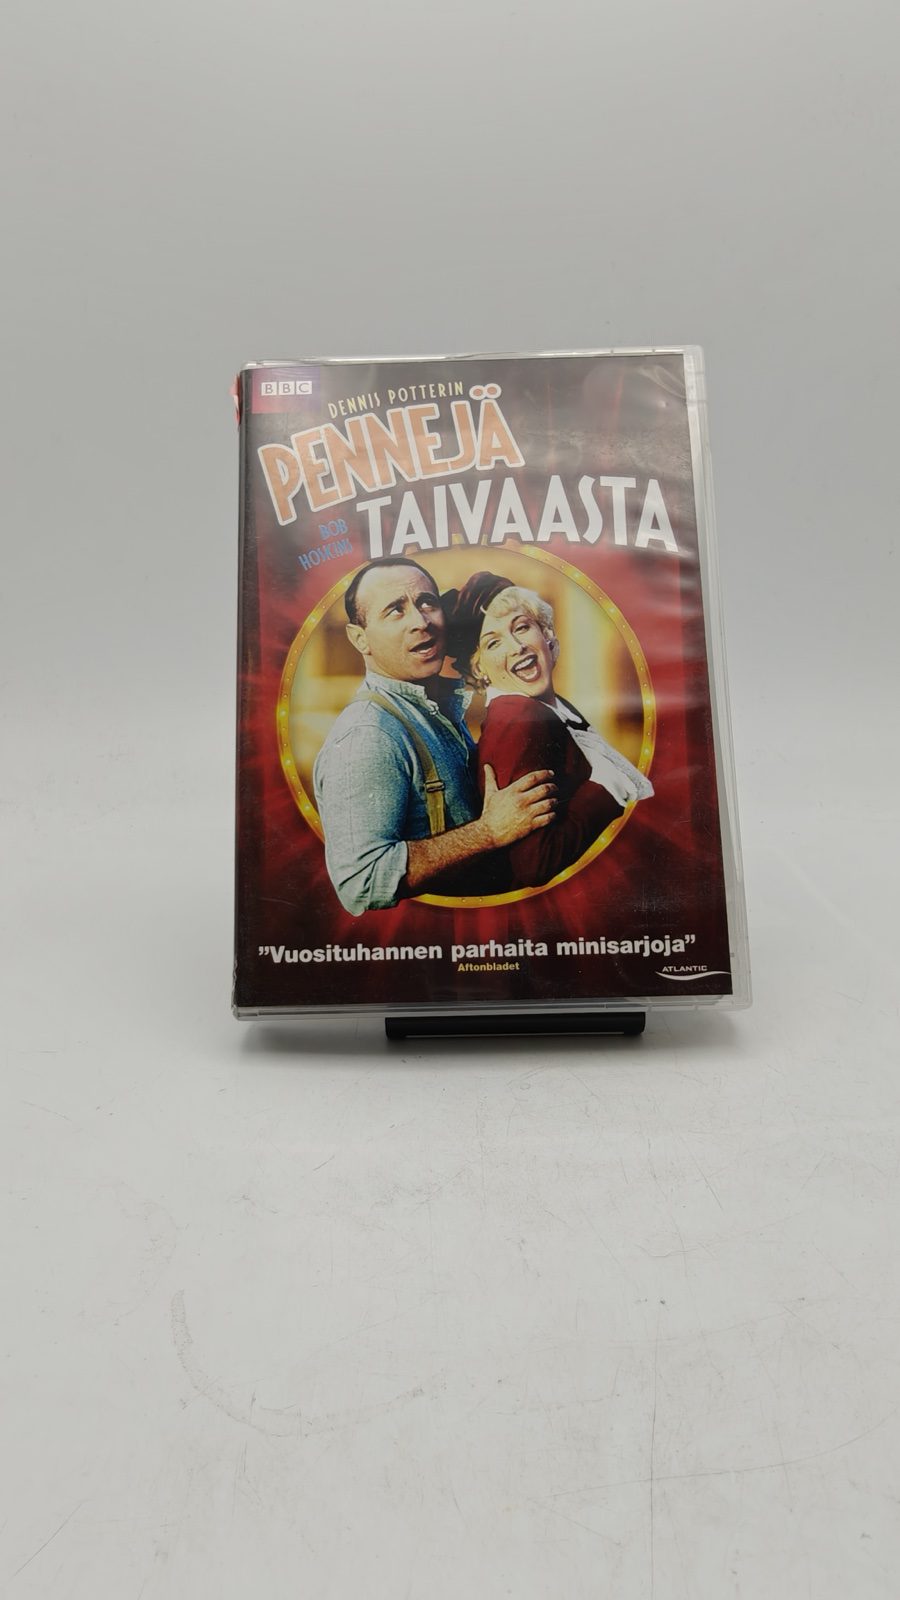 BBC
DENNIS POTTERIN
PENNEJÄ
BOB
HOSKINS
TAIVAASTA
”Vuosituhannen parhaita minisarjoja”
Aftonbladet
ATLANTIC